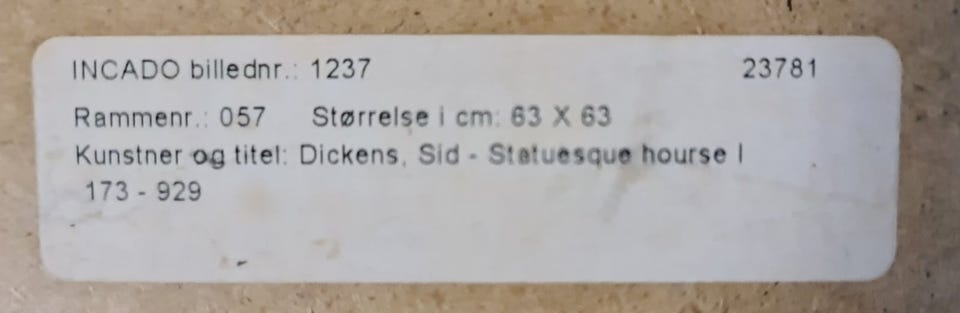 INCADO billednr.: 1237 23781
Rammenr.: 057 Størrelse i cm: 63 X 63
Kunstner og titel: Dickens, Sid - Statuesque hourse I
173 - 929